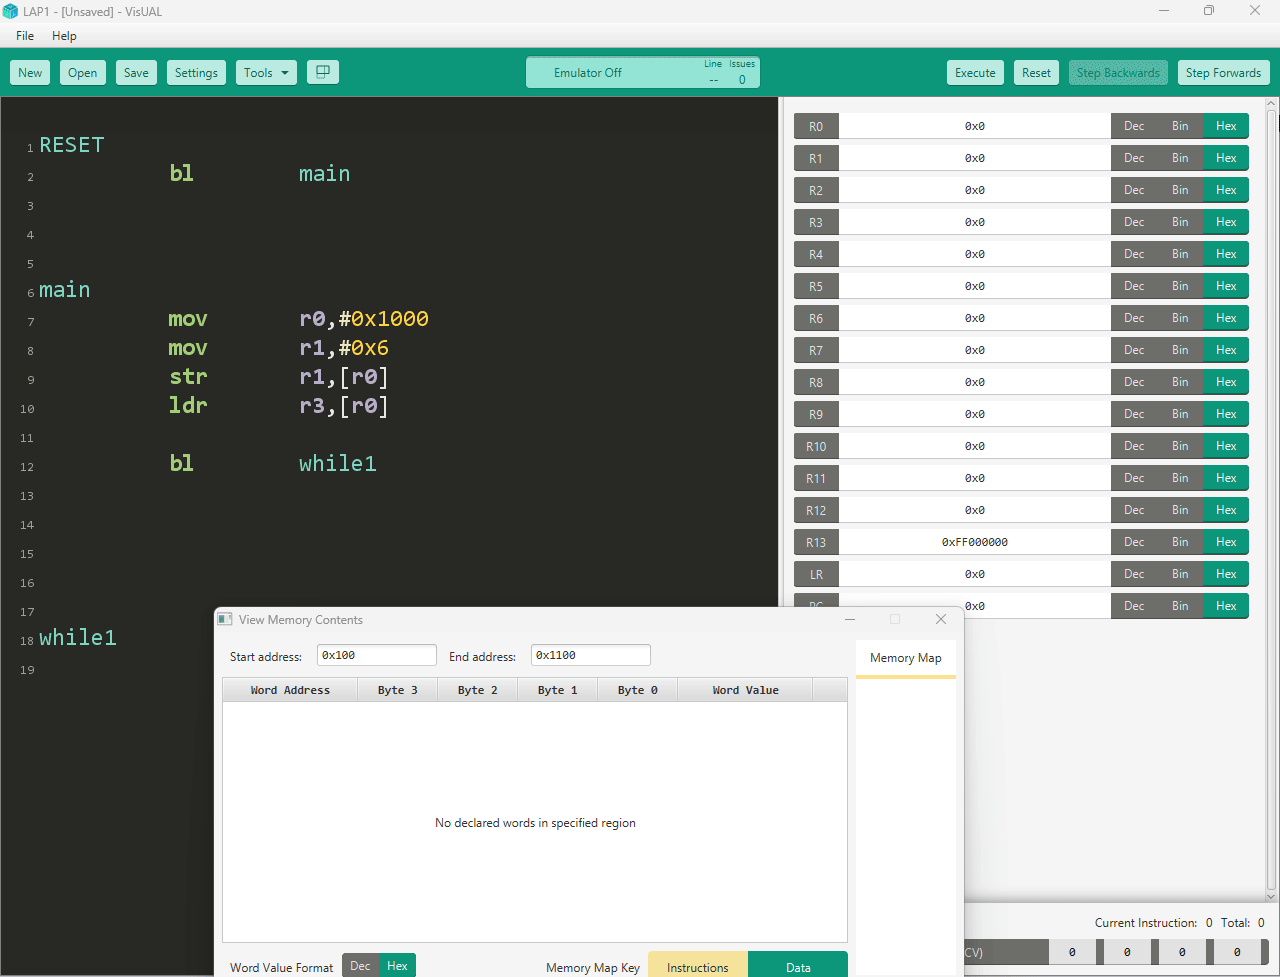 LAP1 - [Unsaved] - VisUAL
File Help
New Open Save Settings Tools Emulator Off Line Issues -- 0 Execute Reset Step Backwards Step Forwards
1 RESET
2 bl main
3
4
5
6 main
7 mov r0,#0x1000
8 mov r1,#0x6
9 str r1,[r0]
10 ldr r3,[r0]
11
12 bl while1
13
14
15
16
17
18 while1
19
R0 0x0 Dec Bin Hex
R1 0x0 Dec Bin Hex
R2 0x0 Dec Bin Hex
R3 0x0 Dec Bin Hex
R4 0x0 Dec Bin Hex
R5 0x0 Dec Bin Hex
R6 0x0 Dec Bin Hex
R7 0x0 Dec Bin Hex
R8 0x0 Dec Bin Hex
R9 0x0 Dec Bin Hex
R10 0x0 Dec Bin Hex
R11 0x0 Dec Bin Hex
R12 0x0 Dec Bin Hex
R13 0xFF000000 Dec Bin Hex
LR 0x0 Dec Bin Hex
PC 0x0 Dec Bin Hex
View Memory Contents
Start address: 0x100 End address: 0x1100 Memory Map
Word Address Byte 3 Byte 2 Byte 1 Byte 0 Word Value
No declared words in specified region
Word Value Format Dec Hex Memory Map Key Instructions Data
Current Instruction: 0 Total: 0
CV) 0 0 0 0